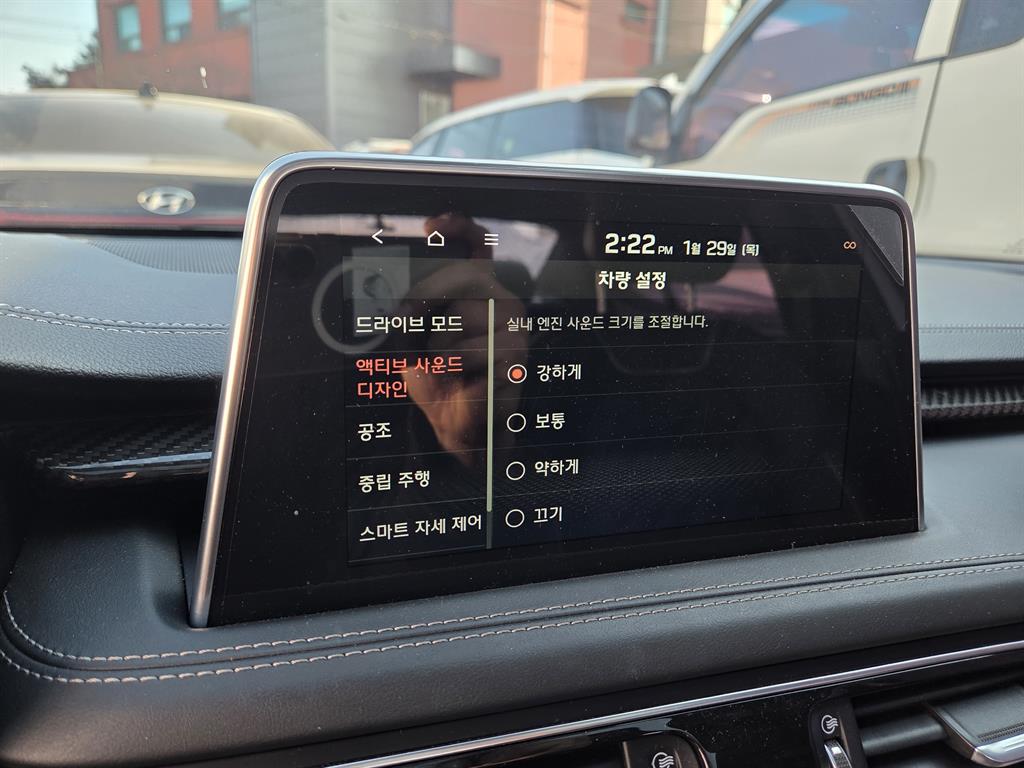 2:22 PM 1월 29일 [목]
차량 설정
드라이브 모드
실내 엔진 사운드 크기를 조절합니다.
액티브 사운드
디자인
강하게
공조
보통
중립 주행
약하게
스마트 자세 제어
끄기